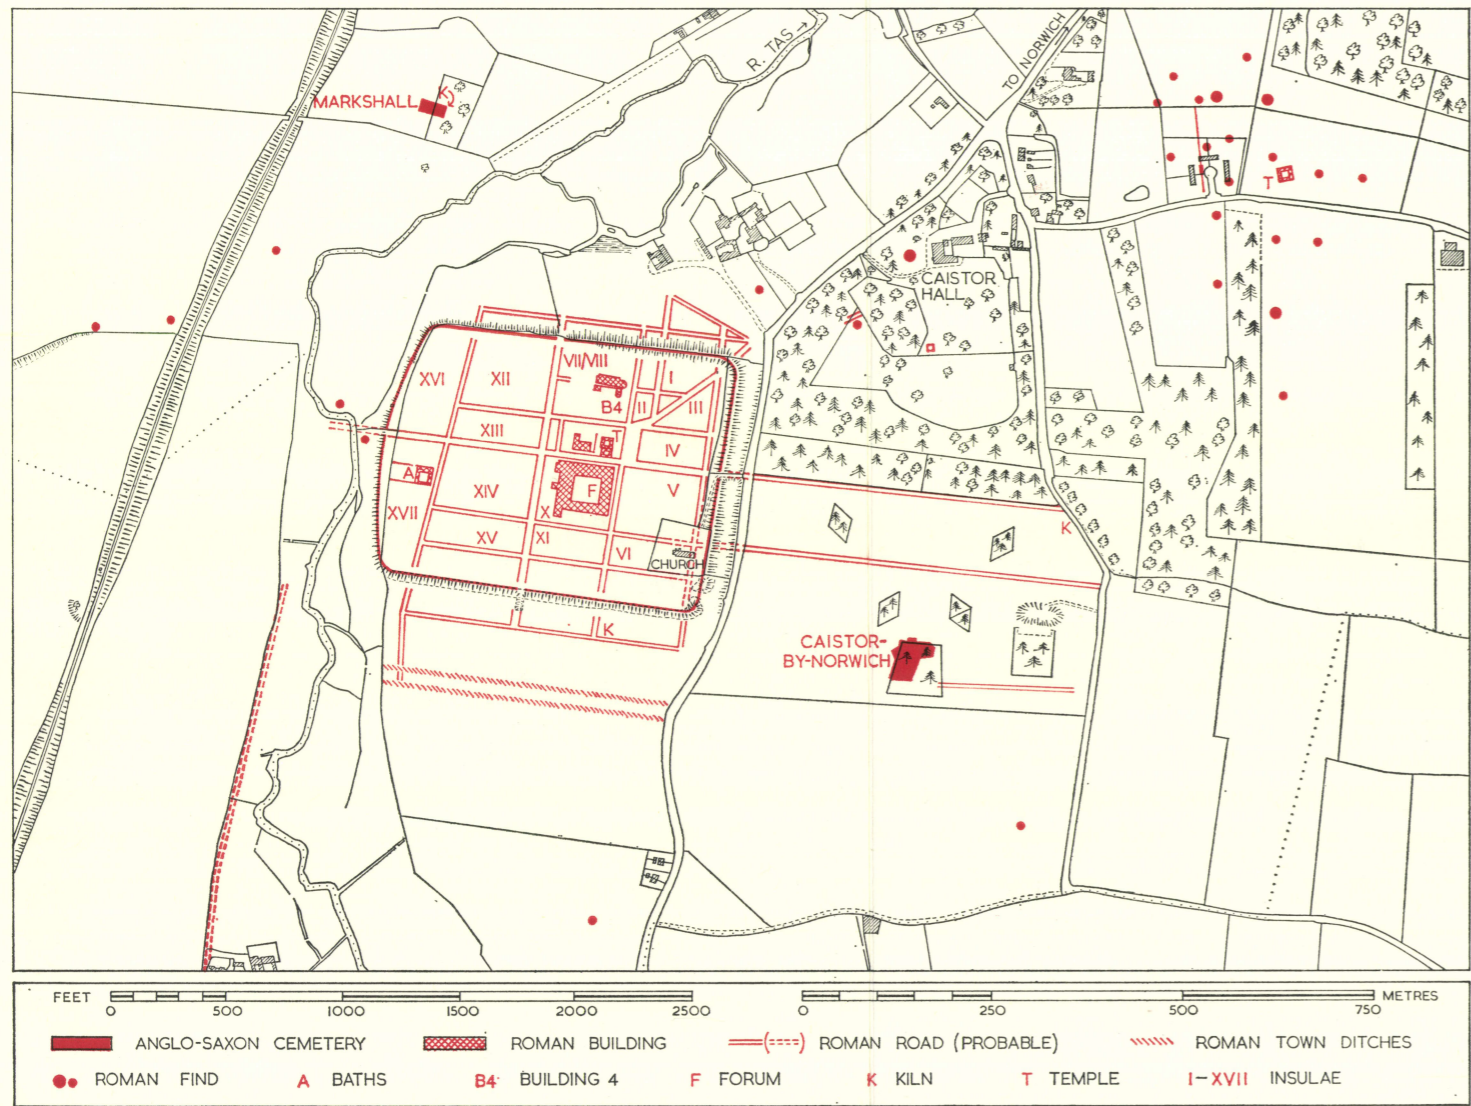 R. TAS →
TO NORWICH
MARKSHALL
K
T
CAISTOR
HALL
XVI
XII
VII/VIII
I
B4
II
III
XIII
T
IV
A
XIV
F
V
XVII
X
XV
XI
VI
CHURCH
K
K
CAISTOR-
BY-NORWICH
FEET
0 500 1000 1500 2000 2500
0 250 500 750
METRES
ANGLO-SAXON CEMETERY ROMAN BUILDING ROMAN ROAD (PROBABLE) ROMAN TOWN DITCHES
ROMAN FIND A BATHS B4 BUILDING 4 F FORUM K KILN T TEMPLE I-XVII INSULAE